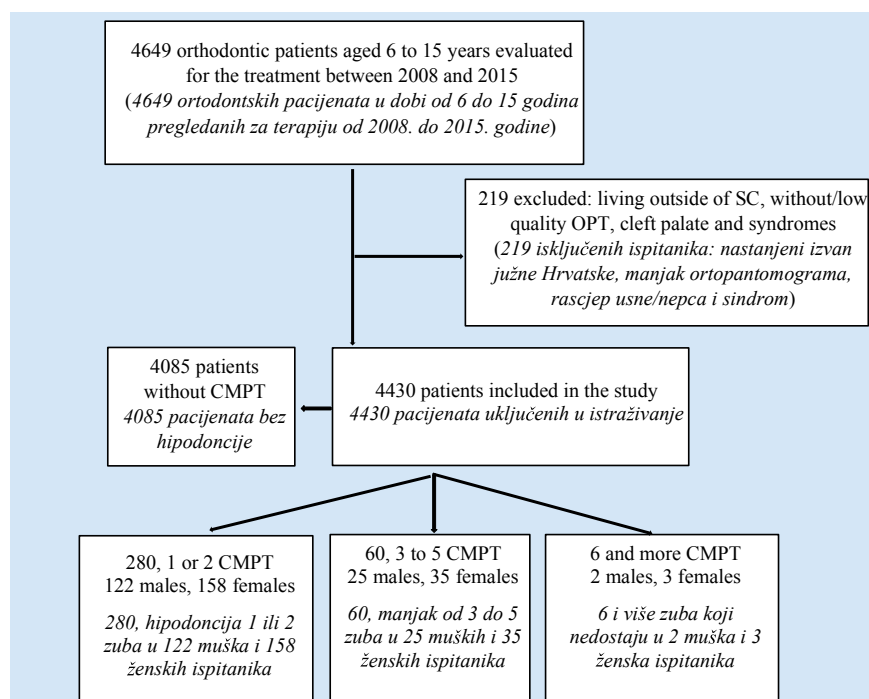 4649 orthodontic patients aged 6 to 15 years evaluated
for the treatment between 2008 and 2015
(4649 ortodontskih pacijenata u dobi od 6 do 15 godina
pregledanih za terapiju od 2008. do 2015. godine)
219 excluded: living outside of SC, without/low
quality OPT, cleft palate and syndromes
(219 isključenih ispitanika: nastanjeni izvan
južne Hrvatske, manjak ortopantomograma,
rascjep usne/nepca i sindrom)
4085 patients
without CMPT
4085 pacijenata bez
hipodoncije
4430 patients included in the study
4430 pacijenata uključenih u istraživanje
280, 1 or 2 CMPT
122 males, 158 females
280, hipodoncija 1 ili 2
zuba u 122 muška i 158
ženskih ispitanika
60, 3 to 5 CMPT
25 males, 35 females
60, manjak od 3 do 5
zuba u 25 muških i 35
ženskih ispitanika
6 and more CMPT
2 males, 3 females
6 i više zuba koji
nedostaju u 2 muška i 3
ženska ispitanika